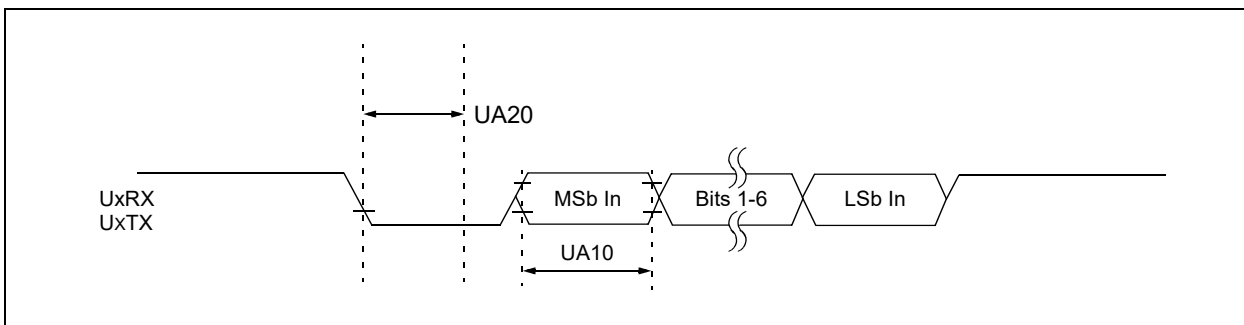 UA20
UxRX
UxTX
MSb In
Bits 1-6
LSb In
UA10